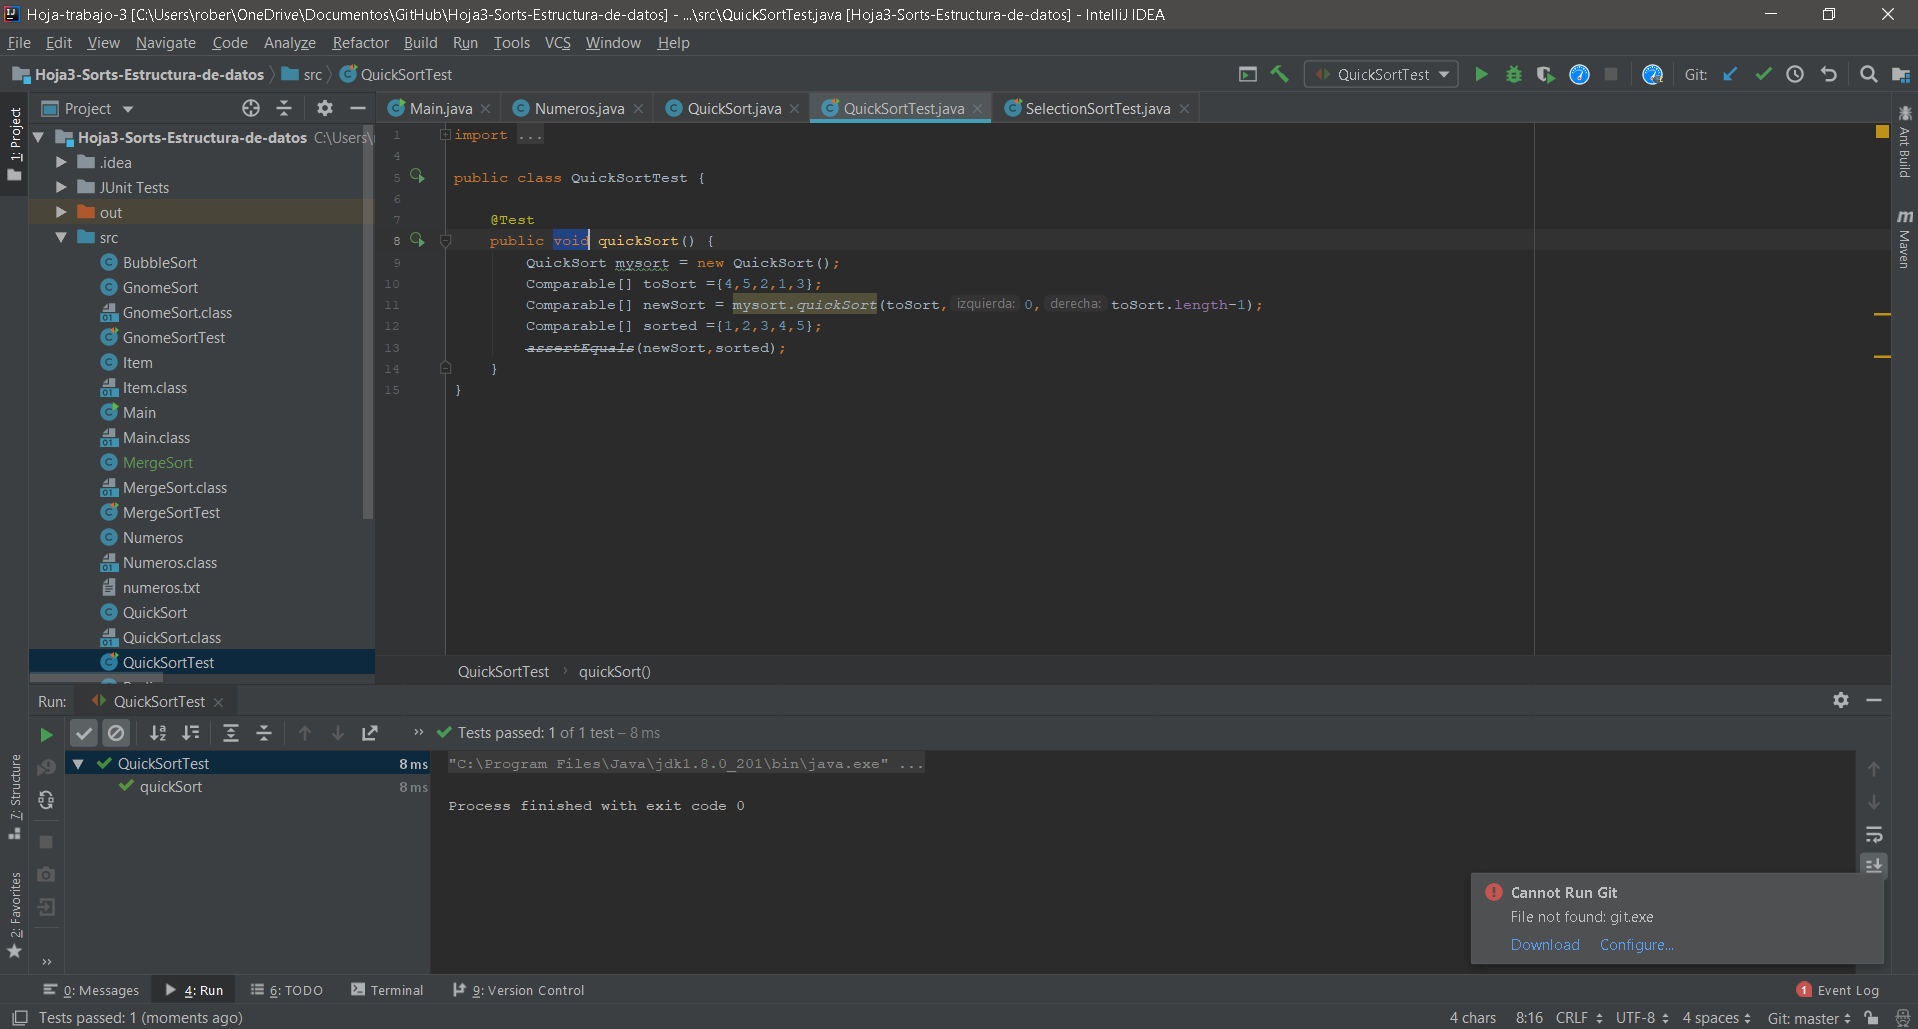 Hoja-trabajo-3 [C:\Users\rober\OneDrive\Documentos\GitHub\Hoja3-Sorts-Estructura-de-datos] - ...\src\QuickSortTest.java [Hoja3-Sorts-Estructura-de-datos] - IntelliJ IDEA
File Edit View Navigate Code Analyze Refactor Build Run Tools VCS Window Help
Hoja3-Sorts-Estructura-de-datos src QuickSortTest
QuickSortTest Git:
1: Project
Project
Main.java Numeros.java QuickSort.java QuickSortTest.java SelectionSortTest.java
Hoja3-Sorts-Estructura-de-datos C:\Users\
.idea
JUnit Tests
out
src
BubbleSort
GnomeSort
GnomeSort.class
GnomeSortTest
Item
Item.class
Main
Main.class
MergeSort
MergeSort.class
MergeSortTest
Numeros
Numeros.class
numeros.txt
QuickSort
QuickSort.class
QuickSortTest
1 import ...
4
5 public class QuickSortTest {
6
7 @Test
8 public void quickSort() {
9 QuickSort mysort = new QuickSort();
10 Comparable[] toSort ={4,5,2,1,3};
11 Comparable[] newSort = mysort.quickSort(toSort, izquierda: 0, derecha: toSort.length-1);
12 Comparable[] sorted ={1,2,3,4,5};
13 assertEquals(newSort,sorted);
14 }
15 }
Ant Build
m Maven
QuickSortTest › quickSort()
Run: QuickSortTest
» Tests passed: 1 of 1 test – 8 ms
QuickSortTest 8 ms
quickSort 8 ms
"C:\Program Files\Java\jdk1.8.0_201\bin\java.exe" ...
Process finished with exit code 0
7: Structure
2: Favorites
»
Cannot Run Git
File not found: git.exe
Download Configure...
0: Messages 4: Run 6: TODO Terminal 9: Version Control 1 Event Log
Tests passed: 1 (moments ago) 4 chars 8:16 CRLF UTF-8 4 spaces Git: master